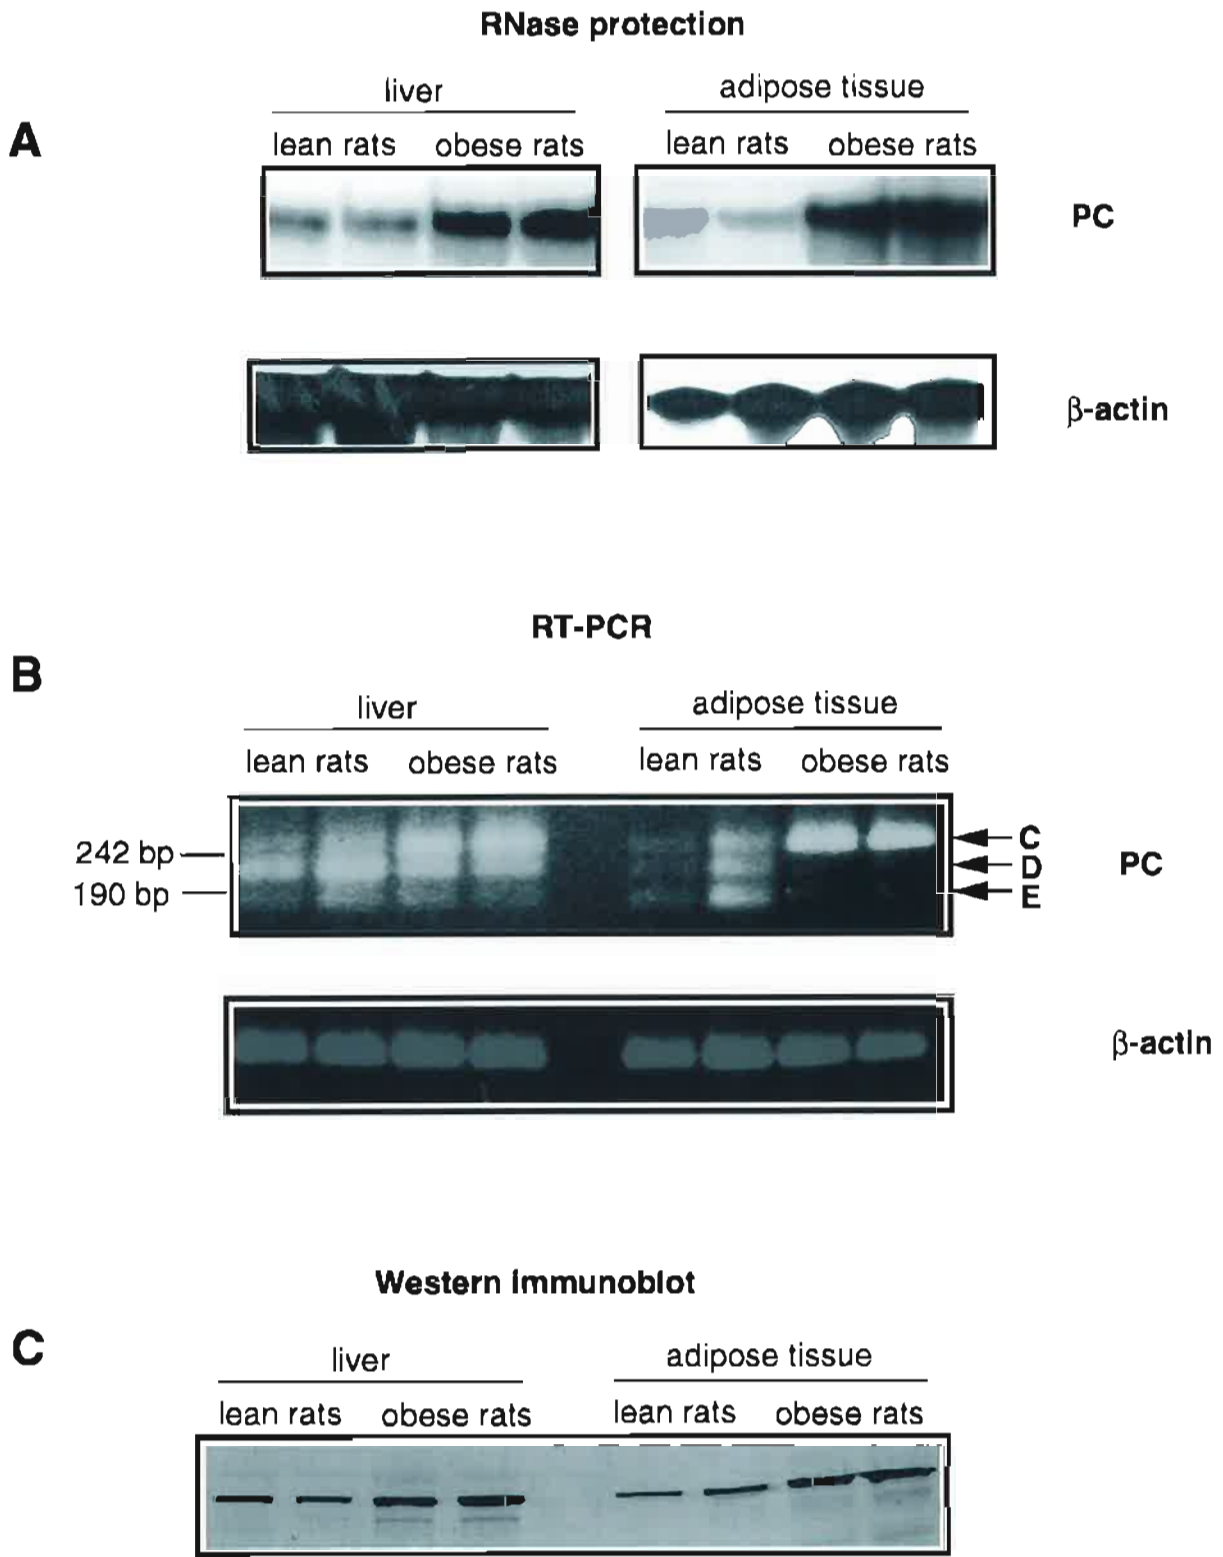 RNase protection
A
liver
adipose tissue
lean rats
obese rats
lean rats
obese rats
PC
β-actin
RT-PCR
B
liver
adipose tissue
lean rats
obese rats
lean rats
obese rats
242 bp
190 bp
C
D
E
PC
β-actin
Western immunoblot
C
liver
adipose tissue
lean rats
obese rats
lean rats
obese rats